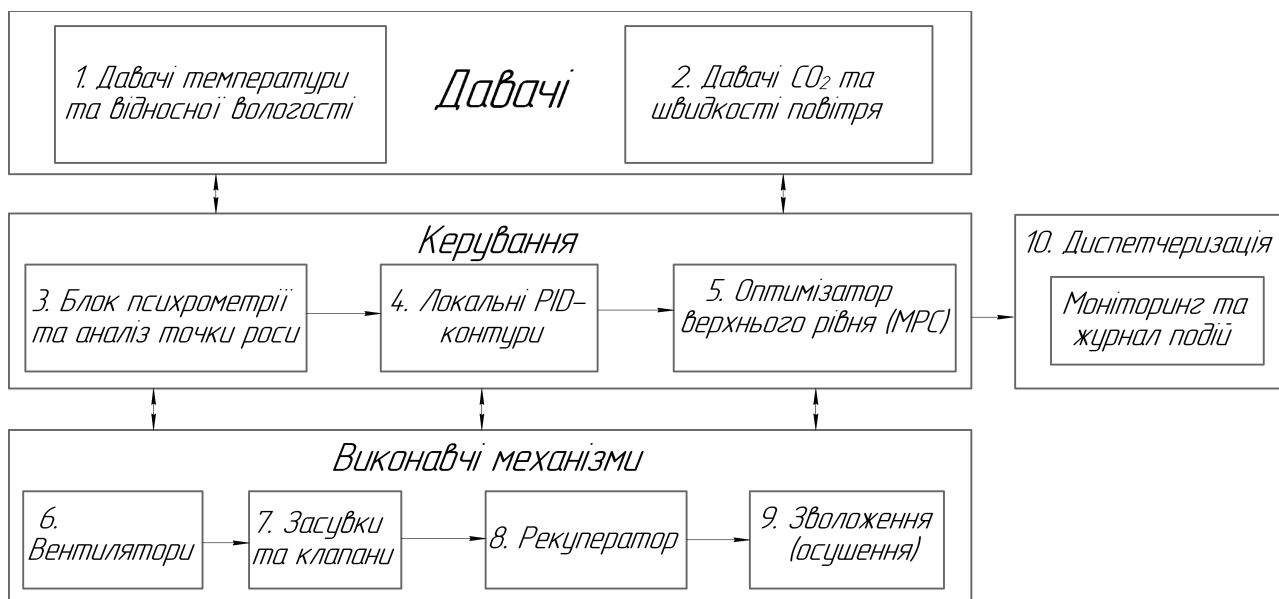 Давачі
1. Давачі температури
та відносної вологості
2. Давачі CO₂ та
швидкості повітря
Керування
3. Блок психрометрії
та аналіз точки роси
4. Локальні PID-
контури
5. Оптимізатор
верхнього рівня (MPC)
10. Диспетчеризація
Моніторинг та
журнал подій
Виконавчі механізми
6.
Вентилятори
7. Засувки
та клапани
8. Рекуператор
9. Зволоження
(осушення)